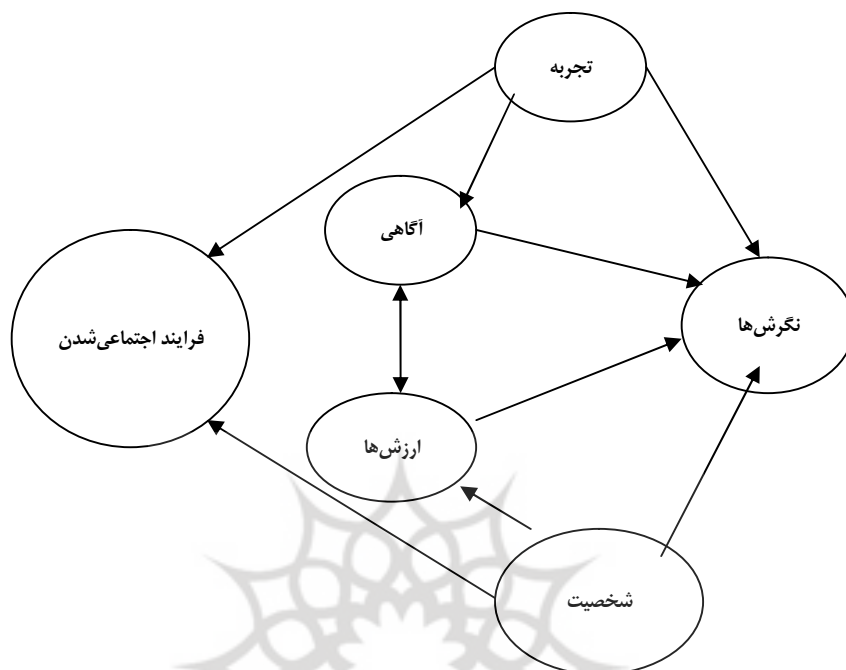 تجربه
آگاهی
نگرش‌ها
فرایند اجتماعی‌شدن
ارزش‌ها
شخصیت